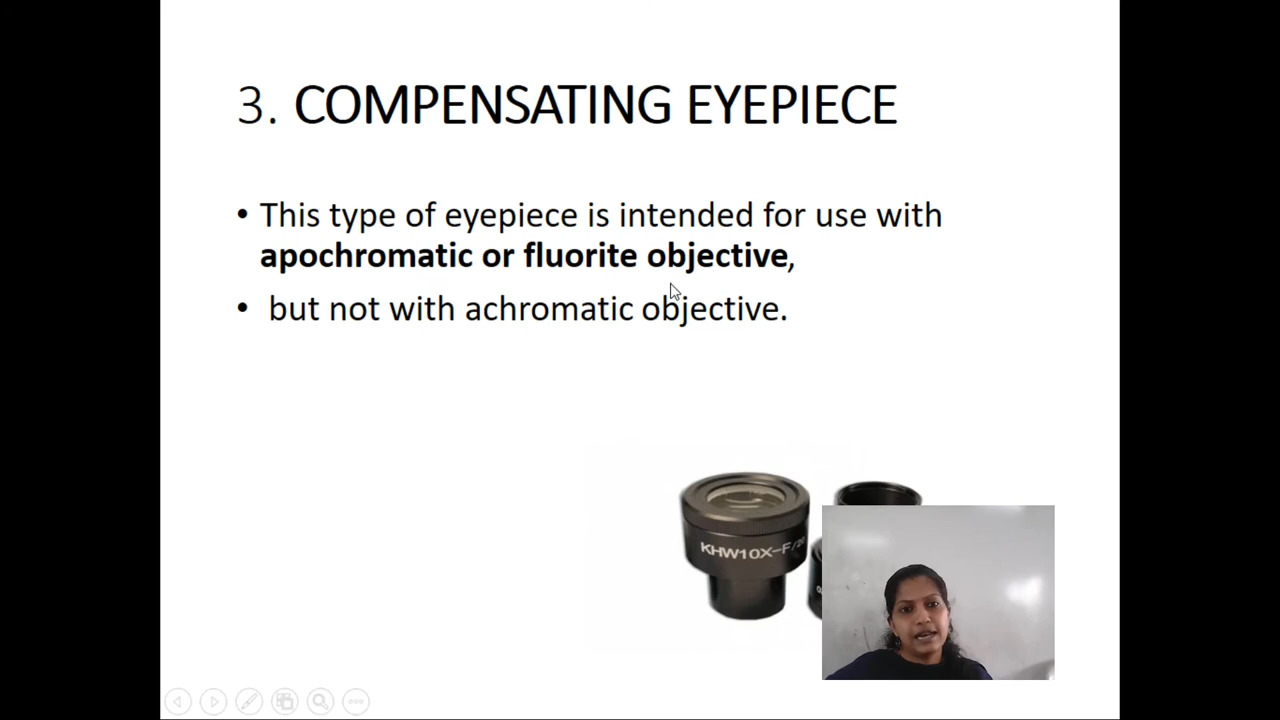 3. COMPENSATING EYEPIECE
• This type of eyepiece is intended for use with
apochromatic or fluorite objective,
• but not with achromatic objective.
KHW10X-F/20